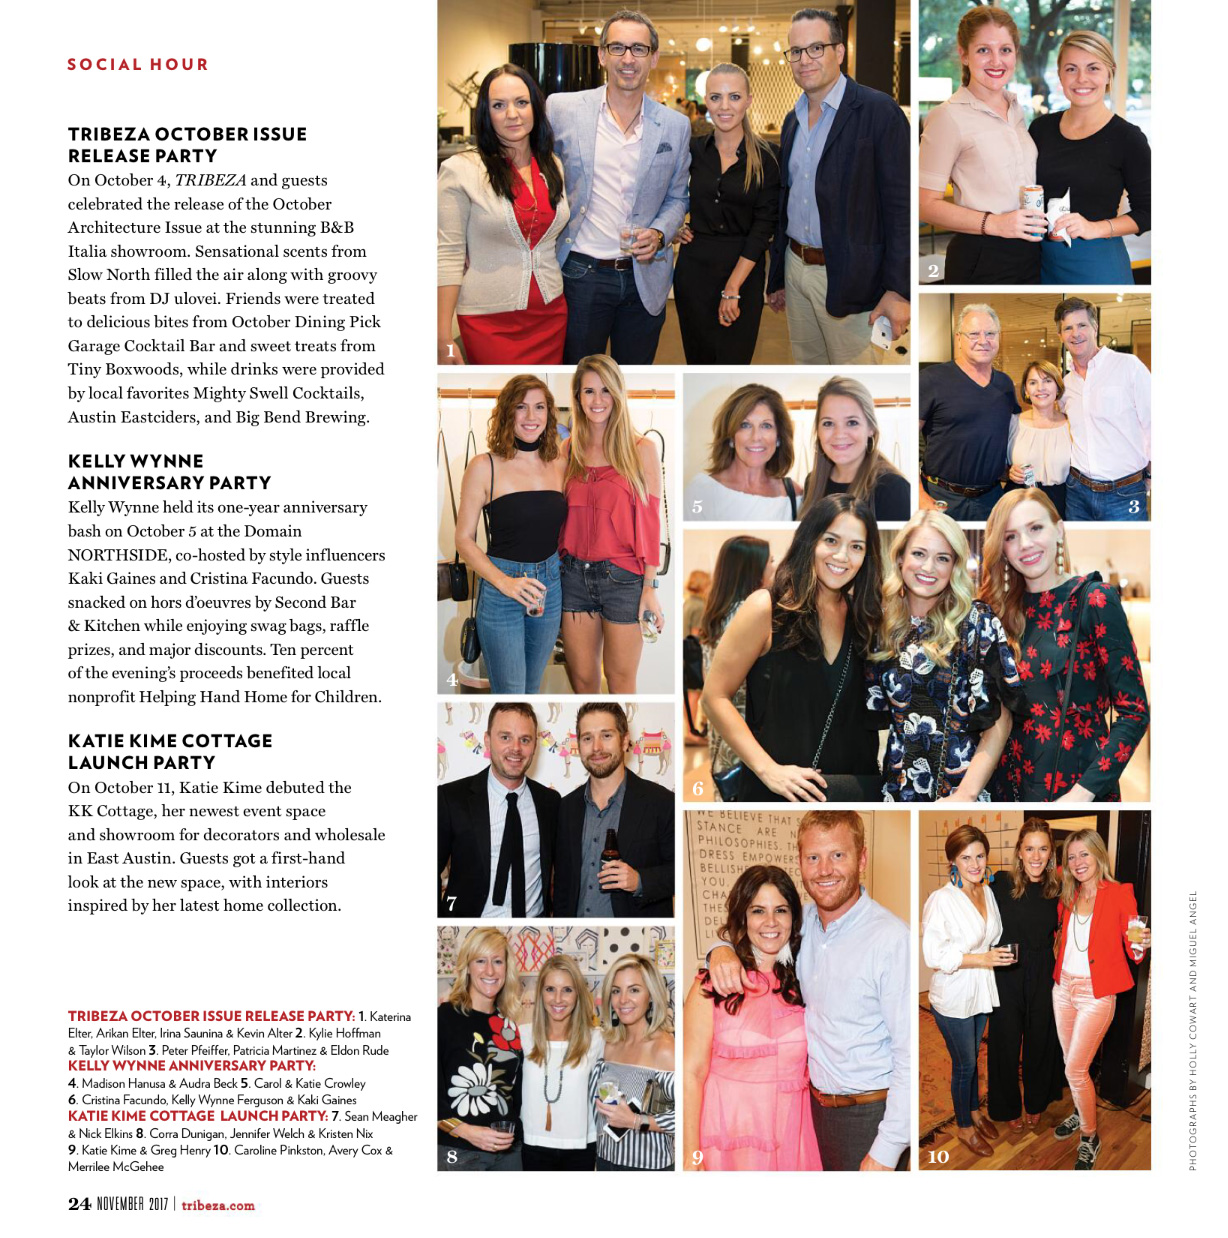 SOCIAL HOUR
TRIBEZA OCTOBER ISSUE
RELEASE PARTY
On October 4, TRIBEZA and guests
celebrated the release of the October
Architecture Issue at the stunning B&B
Italia showroom. Sensational scents from
Slow North filled the air along with groovy
beats from DJ ulovei. Friends were treated
to delicious bites from October Dining Pick
Garage Cocktail Bar and sweet treats from
Tiny Boxwoods, while drinks were provided
by local favorites Mighty Swell Cocktails,
Austin Eastciders, and Big Bend Brewing.
KELLY WYNNE
ANNIVERSARY PARTY
Kelly Wynne held its one-year anniversary
bash on October 5 at the Domain
NORTHSIDE, co-hosted by style influencers
Kaki Gaines and Cristina Facundo. Guests
snacked on hors d'oeuvres by Second Bar
& Kitchen while enjoying swag bags, raffle
prizes, and major discounts. Ten percent
of the evening's proceeds benefited local
nonprofit Helping Hand Home for Children.
KATIE KIME COTTAGE
LAUNCH PARTY
On October 11, Katie Kime debuted the
KK Cottage, her newest event space
and showroom for decorators and wholesale
in East Austin. Guests got a first-hand
look at the new space, with interiors
inspired by her latest home collection.
TRIBEZA OCTOBER ISSUE RELEASE PARTY: 1. Katerina
Elter, Arikan Elter, Irina Saunina & Kevin Alter 2. Kylie Hoffman
& Taylor Wilson 3. Peter Pfeiffer, Patricia Martinez & Eldon Rude
KELLY WYNNE ANNIVERSARY PARTY:
4. Madison Hanusa & Audra Beck 5. Carol & Katie Crowley
6. Cristina Facundo, Kelly Wynne Ferguson & Kaki Gaines
KATIE KIME COTTAGE LAUNCH PARTY: 7. Sean Meagher
& Nick Elkins 8. Corra Dunigan, Jennifer Welch & Kristen Nix
9. Katie Kime & Greg Henry 10. Caroline Pinkston, Avery Cox &
Merrilee McGehee
24 NOVEMBER 2017 | tribeza.com
1
2
3
4
5
6
7
8
9
10
WE BELIEVE THAT
STANCE ARE
PHILOSOPHIES.
DRESS EMPOWERS
YOU.
PHOTOGRAPHS BY HOLLY COWART AND MIGUEL ANGEL